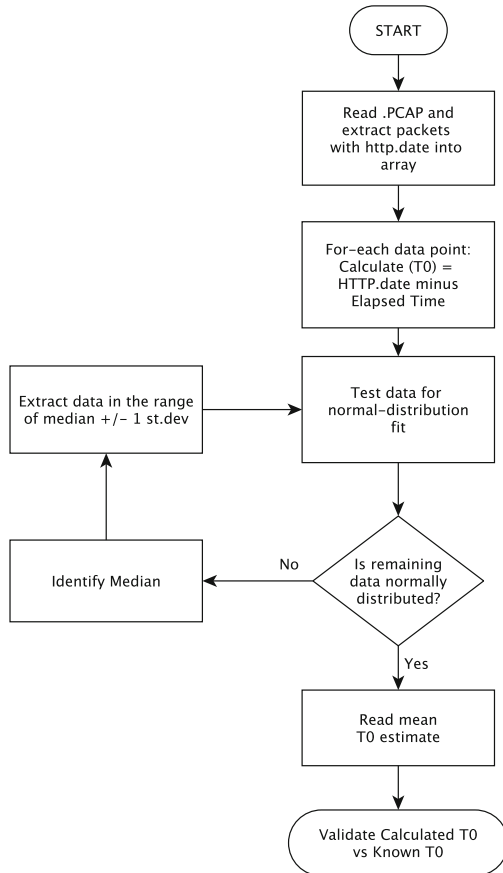 START
Read .PCAP and
extract packets
with http.date into
array
For-each data point:
Calculate (T0) =
HTTP.date minus
Elapsed Time
Extract data in the range
of median +/- 1 st.dev
Test data for
normal-distribution
fit
Identify Median
No
Is remaining
data normally
distributed?
Yes
Read mean
T0 estimate
Validate Calculated T0
vs Known T0